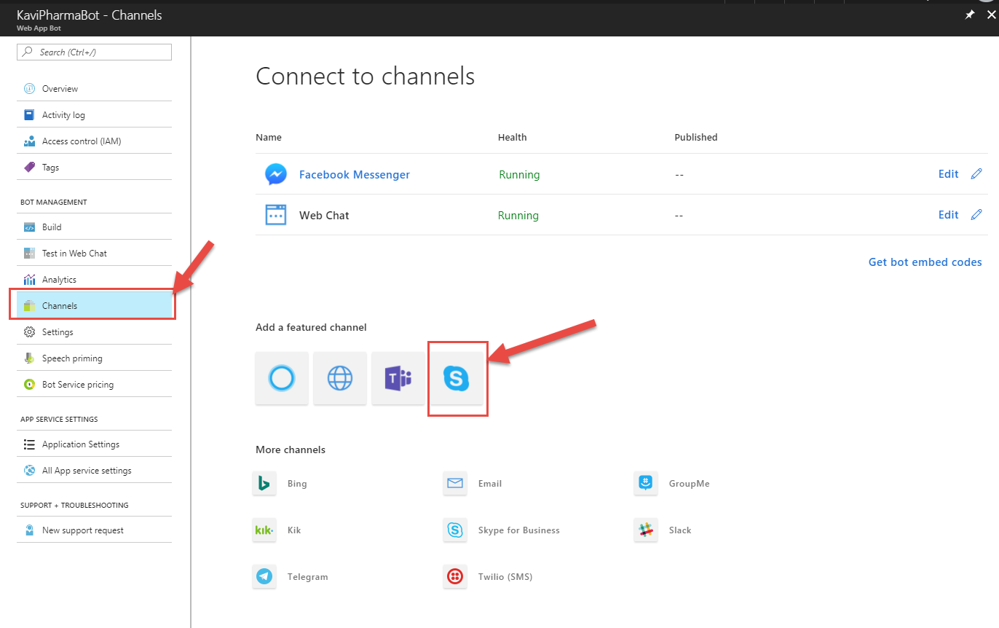 KaviPharmaBot - Channels
Web App Bot
Search (Ctrl+/)
Overview
Activity log
Access control (IAM)
Tags
BOT MANAGEMENT
Build
Test in Web Chat
Analytics
Channels
Settings
Speech priming
Bot Service pricing
APP SERVICE SETTINGS
Application Settings
All App service settings
SUPPORT + TROUBLESHOOTING
New support request
Connect to channels
Name Health Published
Facebook Messenger Running -- Edit
Web Chat Running -- Edit
Get bot embed codes
Add a featured channel
T S
More channels
b Bing Email # GroupMe
kik· Kik S Skype for Business Slack
Telegram Twilio (SMS)